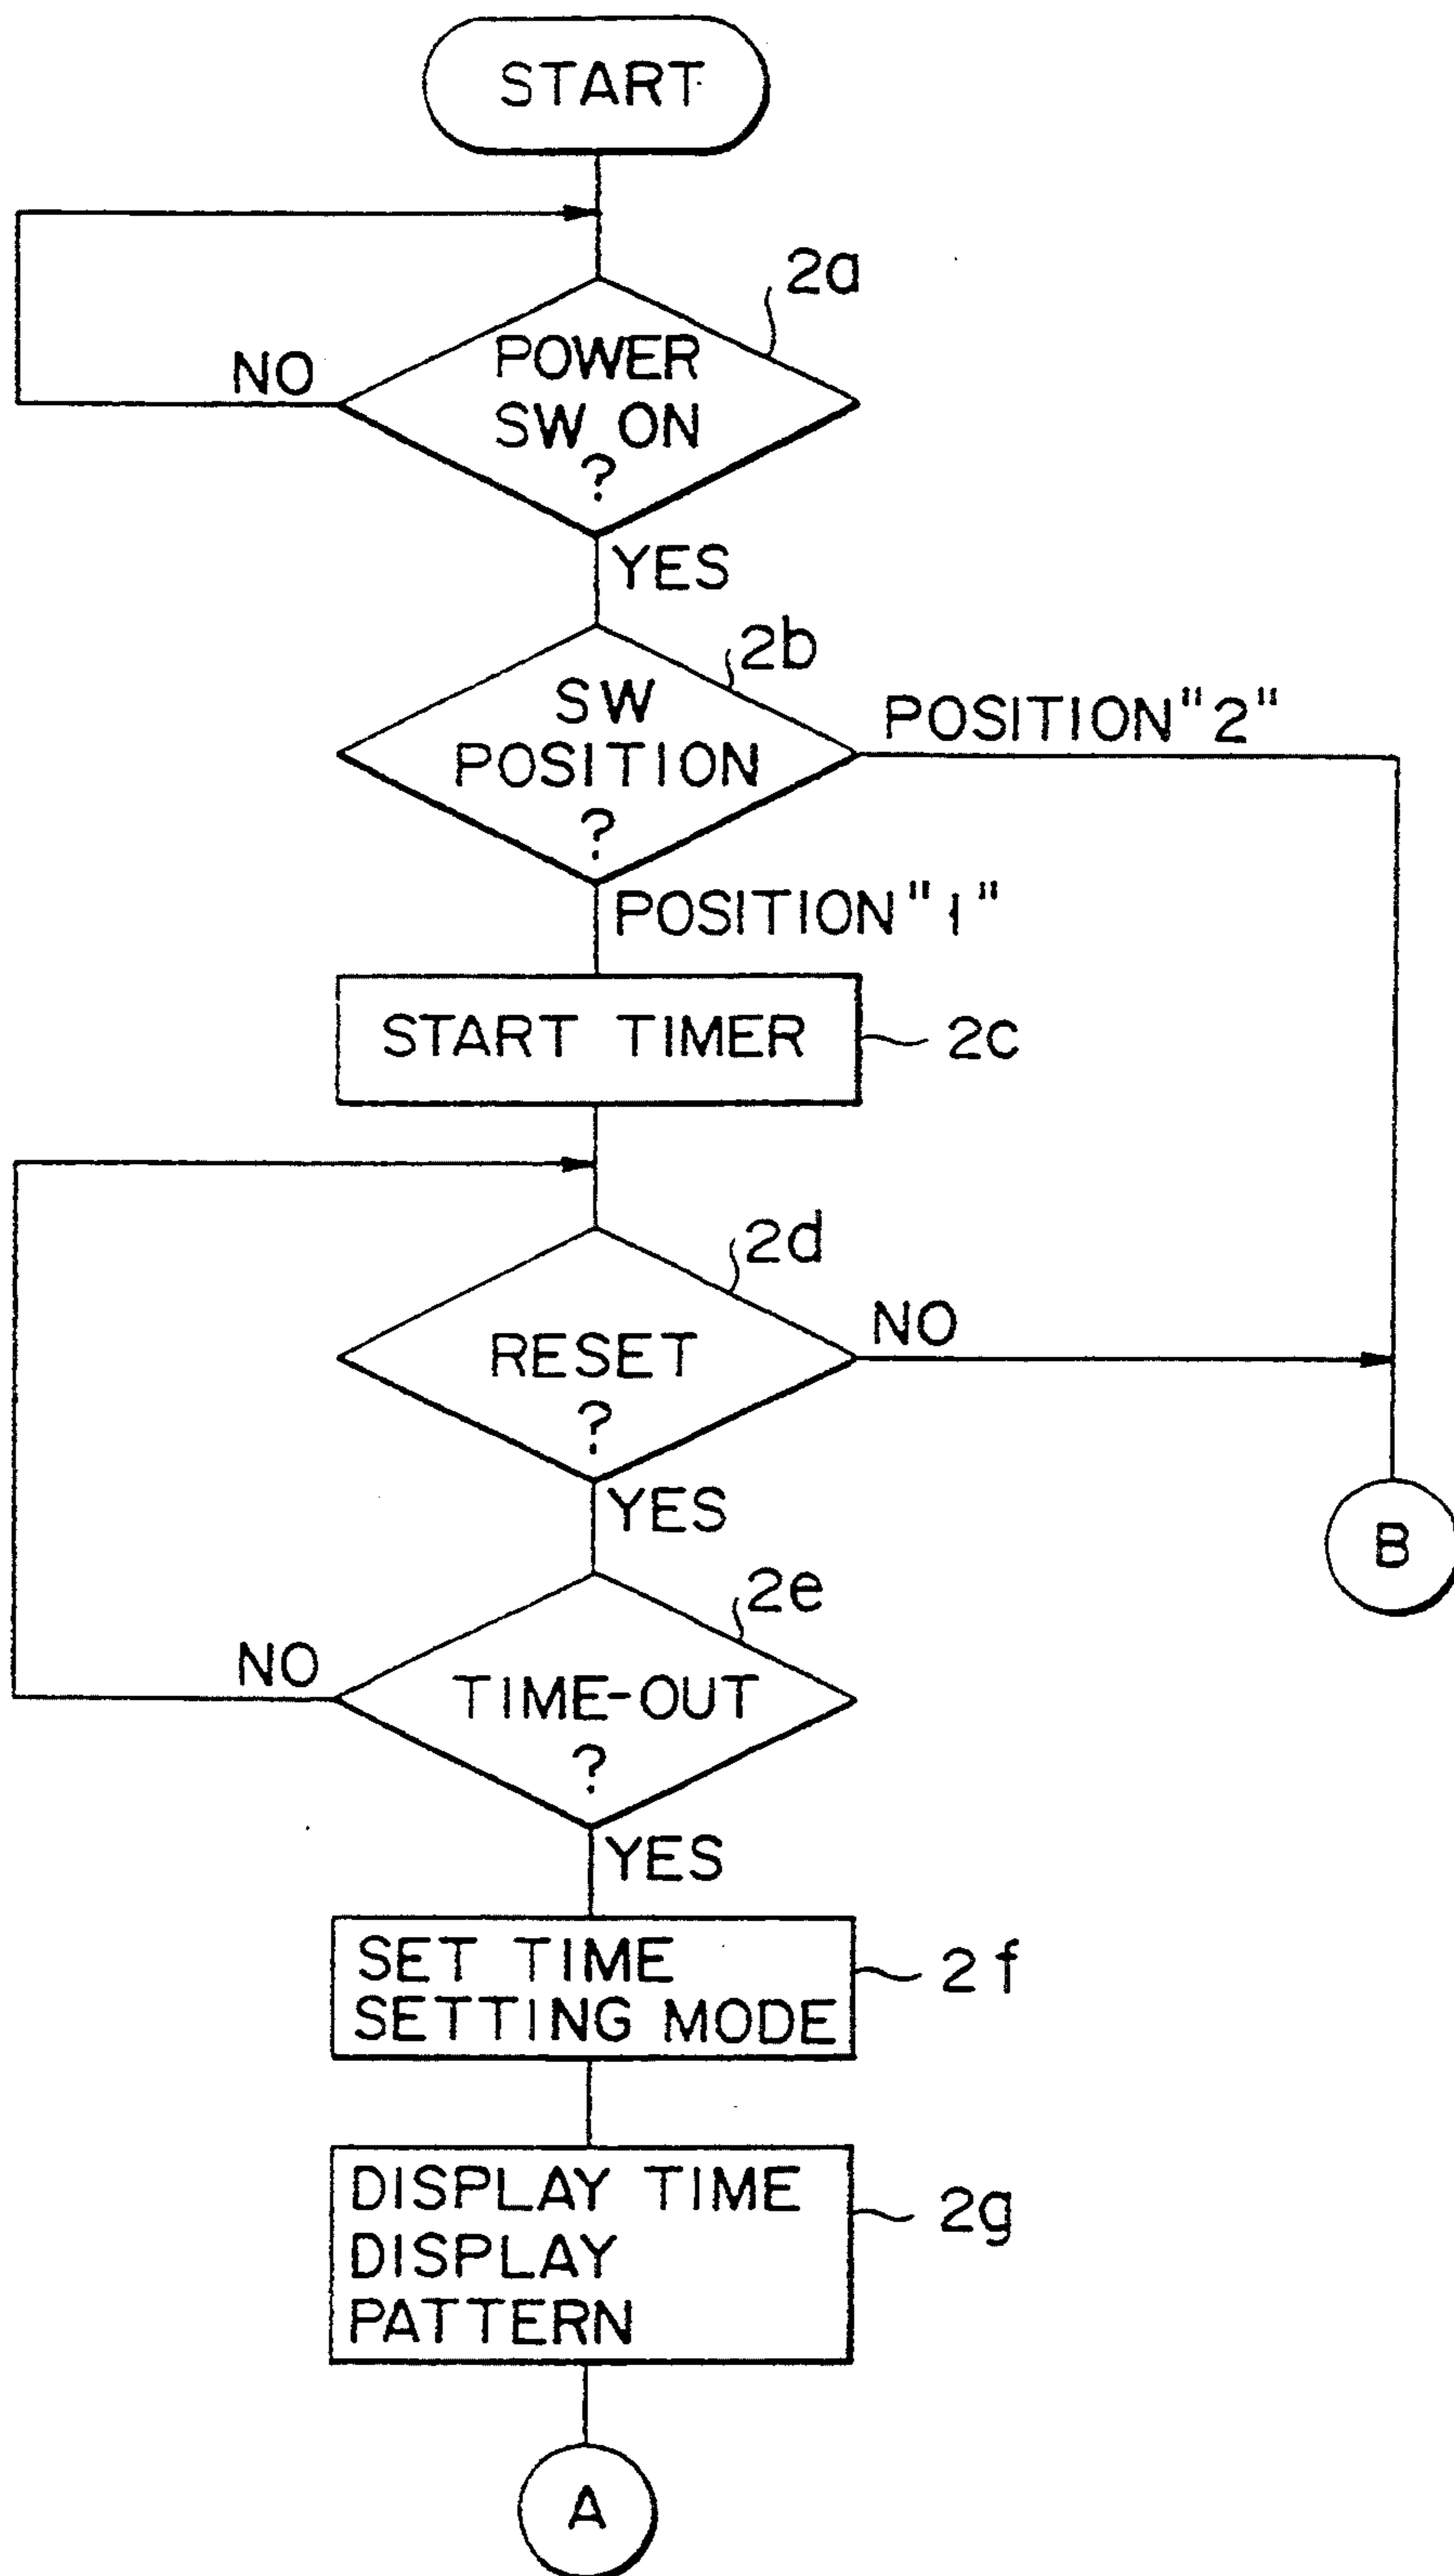 START
2a
POWER
SW ON
?
NO
YES
2b
SW
POSITION
?
POSITION"2"
POSITION"1"
START TIMER
2c
2d
RESET
?
NO
YES
B
2e
TIME-OUT
?
NO
YES
SET TIME
SETTING MODE
2f
DISPLAY TIME
DISPLAY
PATTERN
2g
A